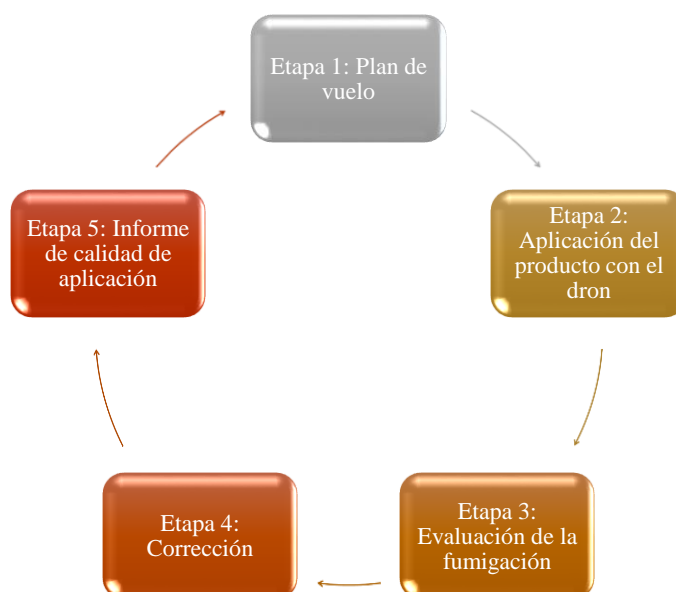 Etapa 1: Plan de
vuelo
Etapa 2:
Aplicación del
producto con el
dron
Etapa 3:
Evaluación de la
fumigación
Etapa 4:
Corrección
Etapa 5: Informe
de calidad de
aplicación